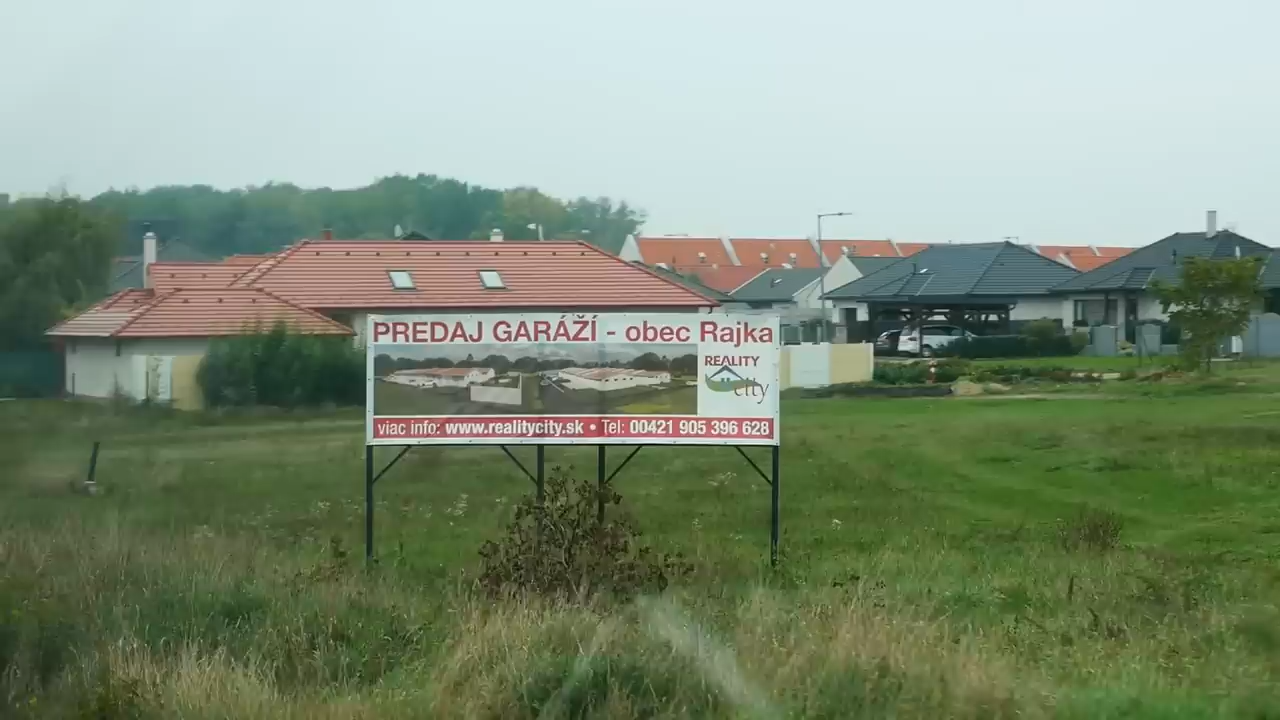 PREDAJ GARÁŽÍ - obec Rajka
REALITY
city
viac info: www.realitycity.sk • Tel: 00421 905 396 628